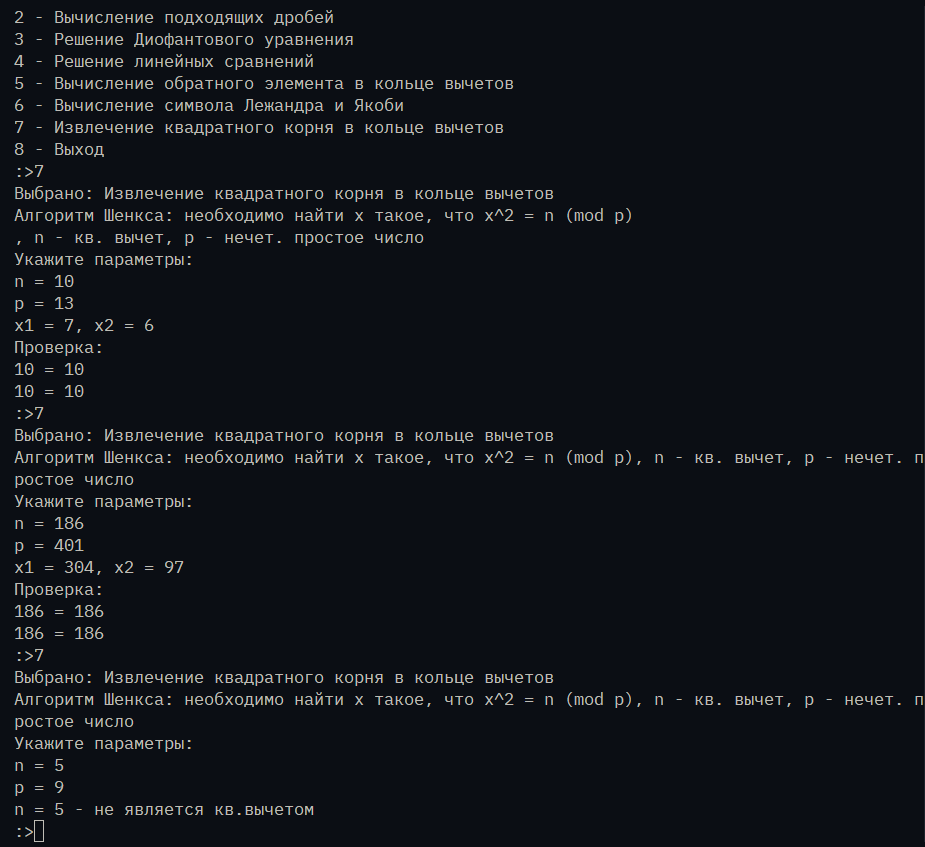 2 - Вычисление подходящих дробей
3 - Решение Диофантового уравнения
4 - Решение линейных сравнений
5 - Вычисление обратного элемента в кольце вычетов
6 - Вычисление символа Лежандра и Якоби
7 - Извлечение квадратного корня в кольце вычетов
8 - Выход
:>7
Выбрано: Извлечение квадратного корня в кольце вычетов
Алгоритм Шенкса: необходимо найти x такое, что x^2 = n (mod p)
, n - кв. вычет, p - нечет. простое число
Укажите параметры:
n = 10
p = 13
x1 = 7, x2 = 6
Проверка:
10 = 10
10 = 10
:>7
Выбрано: Извлечение квадратного корня в кольце вычетов
Алгоритм Шенкса: необходимо найти x такое, что x^2 = n (mod p), n - кв. вычет, p - нечет. п
ростое число
Укажите параметры:
n = 186
p = 401
x1 = 304, x2 = 97
Проверка:
186 = 186
186 = 186
:>7
Выбрано: Извлечение квадратного корня в кольце вычетов
Алгоритм Шенкса: необходимо найти x такое, что x^2 = n (mod p), n - кв. вычет, p - нечет. п
ростое число
Укажите параметры:
n = 5
p = 9
n = 5 - не является кв.вычетом
:>